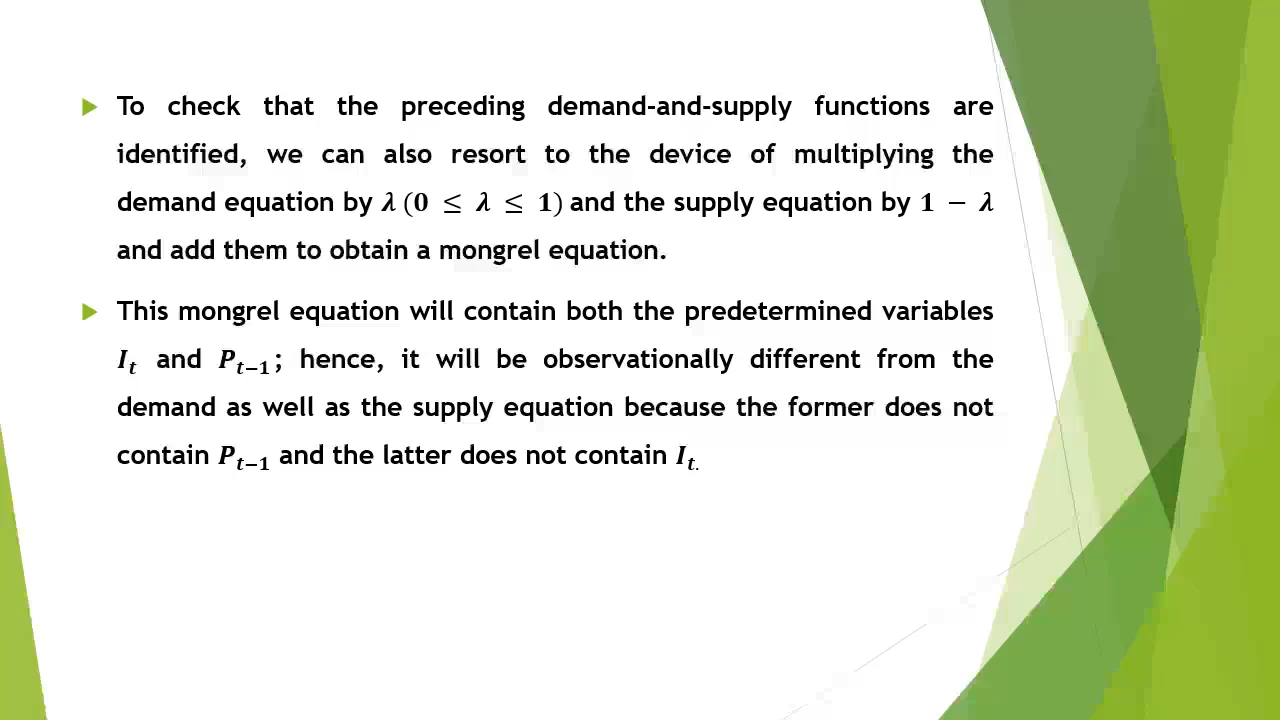 To check that the preceding demand-and-supply functions are
identified, we can also resort to the device of multiplying the
demand equation by λ (0 ≤ λ ≤ 1) and the supply equation by 1 − λ
and add them to obtain a mongrel equation.
This mongrel equation will contain both the predetermined variables
Iₜ and Pₜ₋₁; hence, it will be observationally different from the
demand as well as the supply equation because the former does not
contain Pₜ₋₁ and the latter does not contain Iₜ.